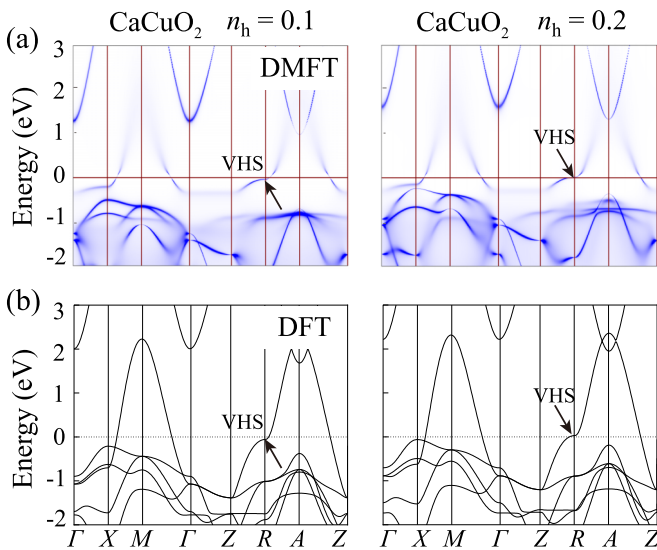 CaCuO₂ nₕ = 0.1
CaCuO₂ nₕ = 0.2
(a)
3
DMFT
2
1
VHS
VHS
0
-1
-2
Energy (eV)
(b)
3
DFT
2
1
VHS
VHS
0
-1
-2
Energy (eV)
Γ X M Γ Z R A Z
Γ X M Γ Z R A Z